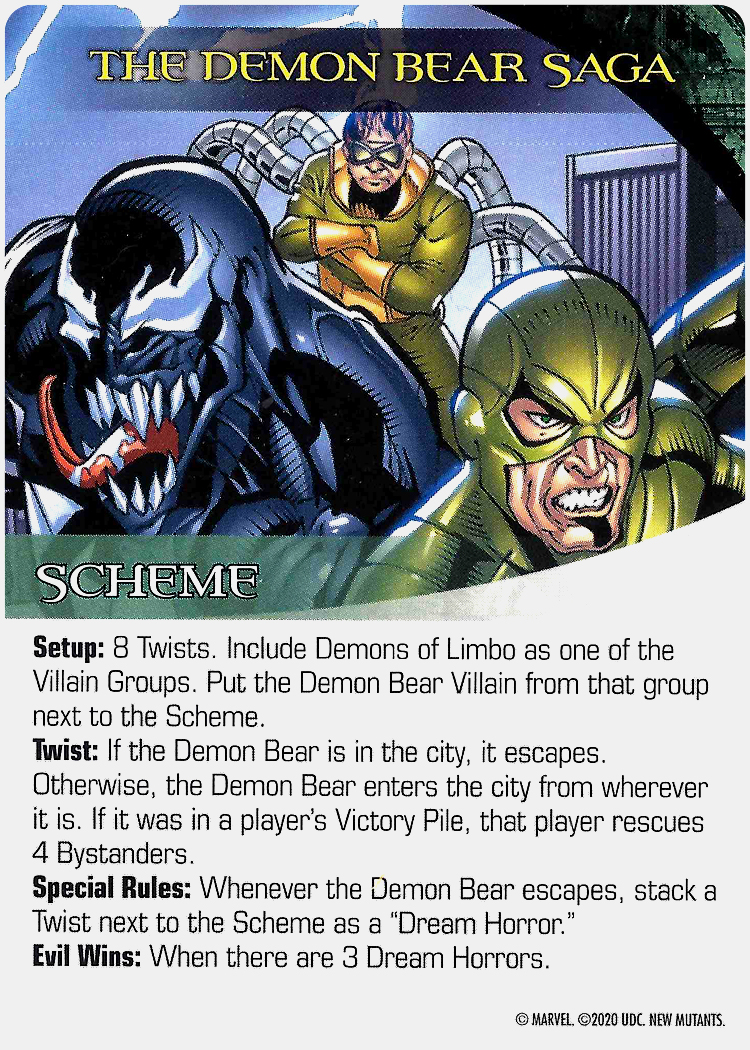 THE DEMON BEAR SAGA
SCHEME
Setup: 8 Twists. Include Demons of Limbo as one of the
Villain Groups. Put the Demon Bear Villain from that group
next to the Scheme.
Twist: If the Demon Bear is in the city, it escapes.
Otherwise, the Demon Bear enters the city from wherever
it is. If it was in a player's Victory Pile, that player rescues
4 Bystanders.
Special Rules: Whenever the Demon Bear escapes, stack a
Twist next to the Scheme as a “Dream Horror.”
Evil Wins: When there are 3 Dream Horrors.
© MARVEL. ©2020 UDC. NEW MUTANTS.